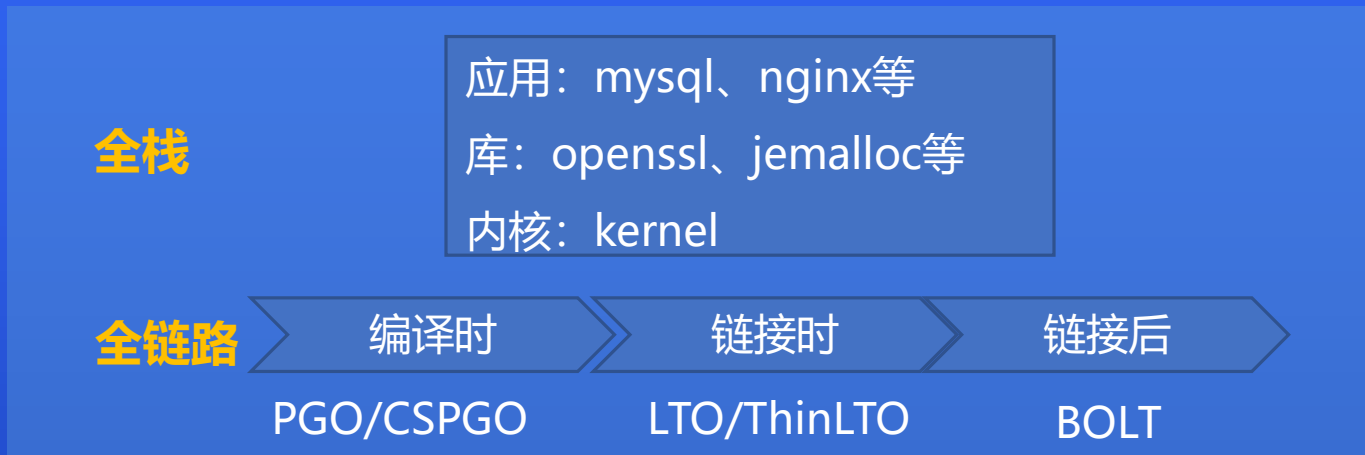 全栈
应用：mysql、nginx等
库：openssl、jemalloc等
内核：kernel
全链路
编译时
链接时
链接后
PGO/CSPGO
LTO/ThinLTO
BOLT